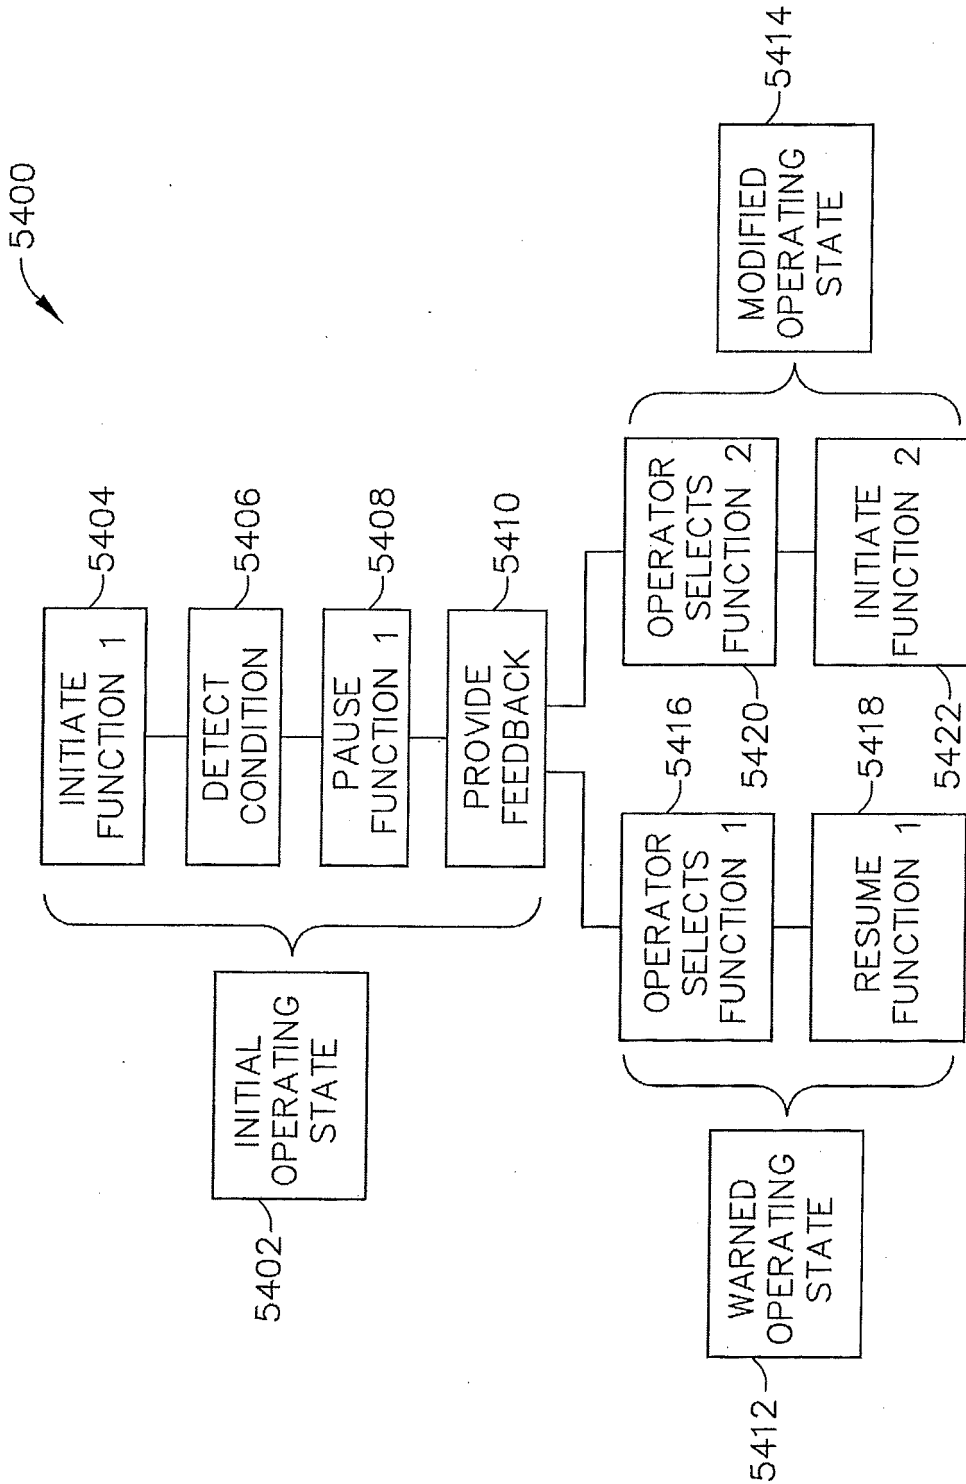 5400
INITIATE
FUNCTION 1
5404
DETECT
CONDITION
5406
PAUSE
FUNCTION 1
5408
PROVIDE
FEEDBACK
5410
INITIAL
OPERATING
STATE
5402
OPERATOR
SELECTS
FUNCTION 1
5416
RESUME
FUNCTION 1
5418
WARNED
OPERATING
STATE
5412
OPERATOR
SELECTS
FUNCTION 2
5420
INITIATE
FUNCTION 2
5422
MODIFIED
OPERATING
STATE
5414